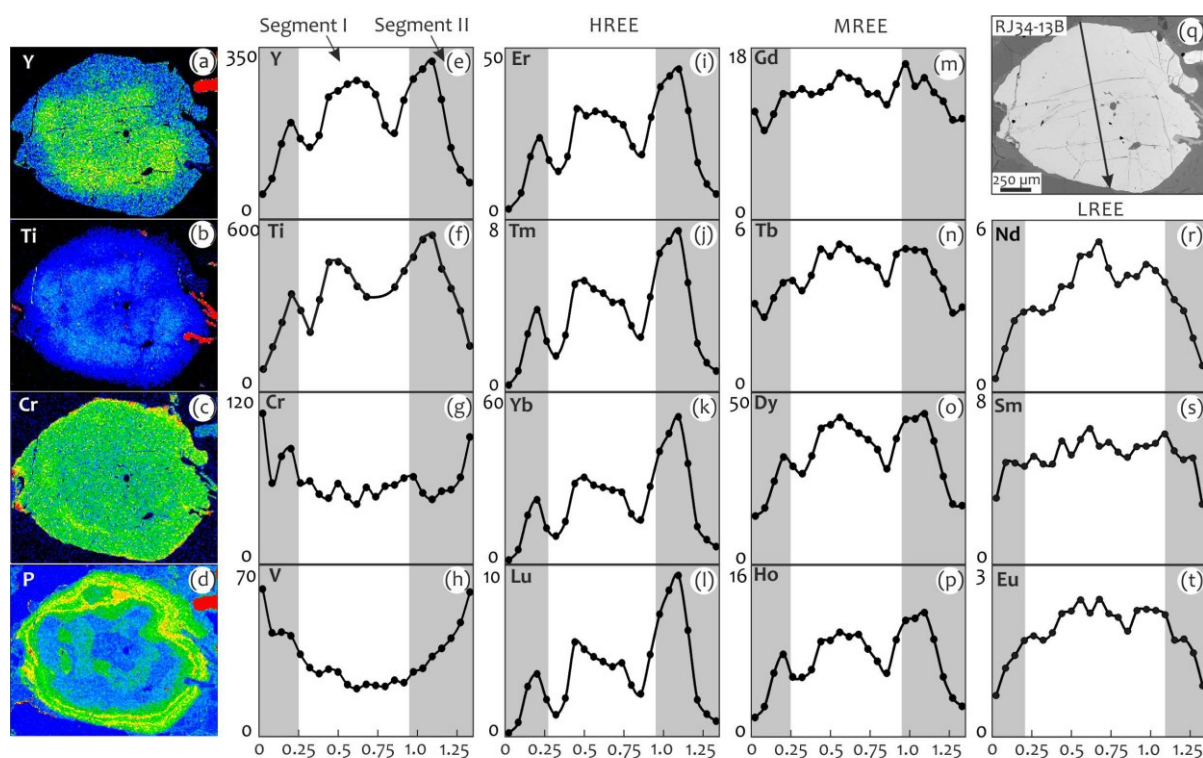 Segment I Segment II HREE MREE
Y (a) 350 Y (e) 50 Er (i) 18 Gd (m) RJ34-13B (q)
0 0 0 250 µm
LREE
Ti (b) 600 Ti (f) 8 Tm (j) 6 Tb (n) 6 Nd (r)
0 0 0 0
Cr (c) 120 Cr (g) 60 Yb (k) 50 Dy (o) 8 Sm (s)
0 0 0 0
P (d) 70 V (h) 10 Lu (l) 16 Ho (p) 3 Eu (t)
0 0 0 0
0 0.25 0.5 0.75 1.0 1.25 0 0.25 0.5 0.75 1.0 1.25 0 0.25 0.5 0.75 1.0 1.25 0 0.25 0.5 0.75 1.0 1.25